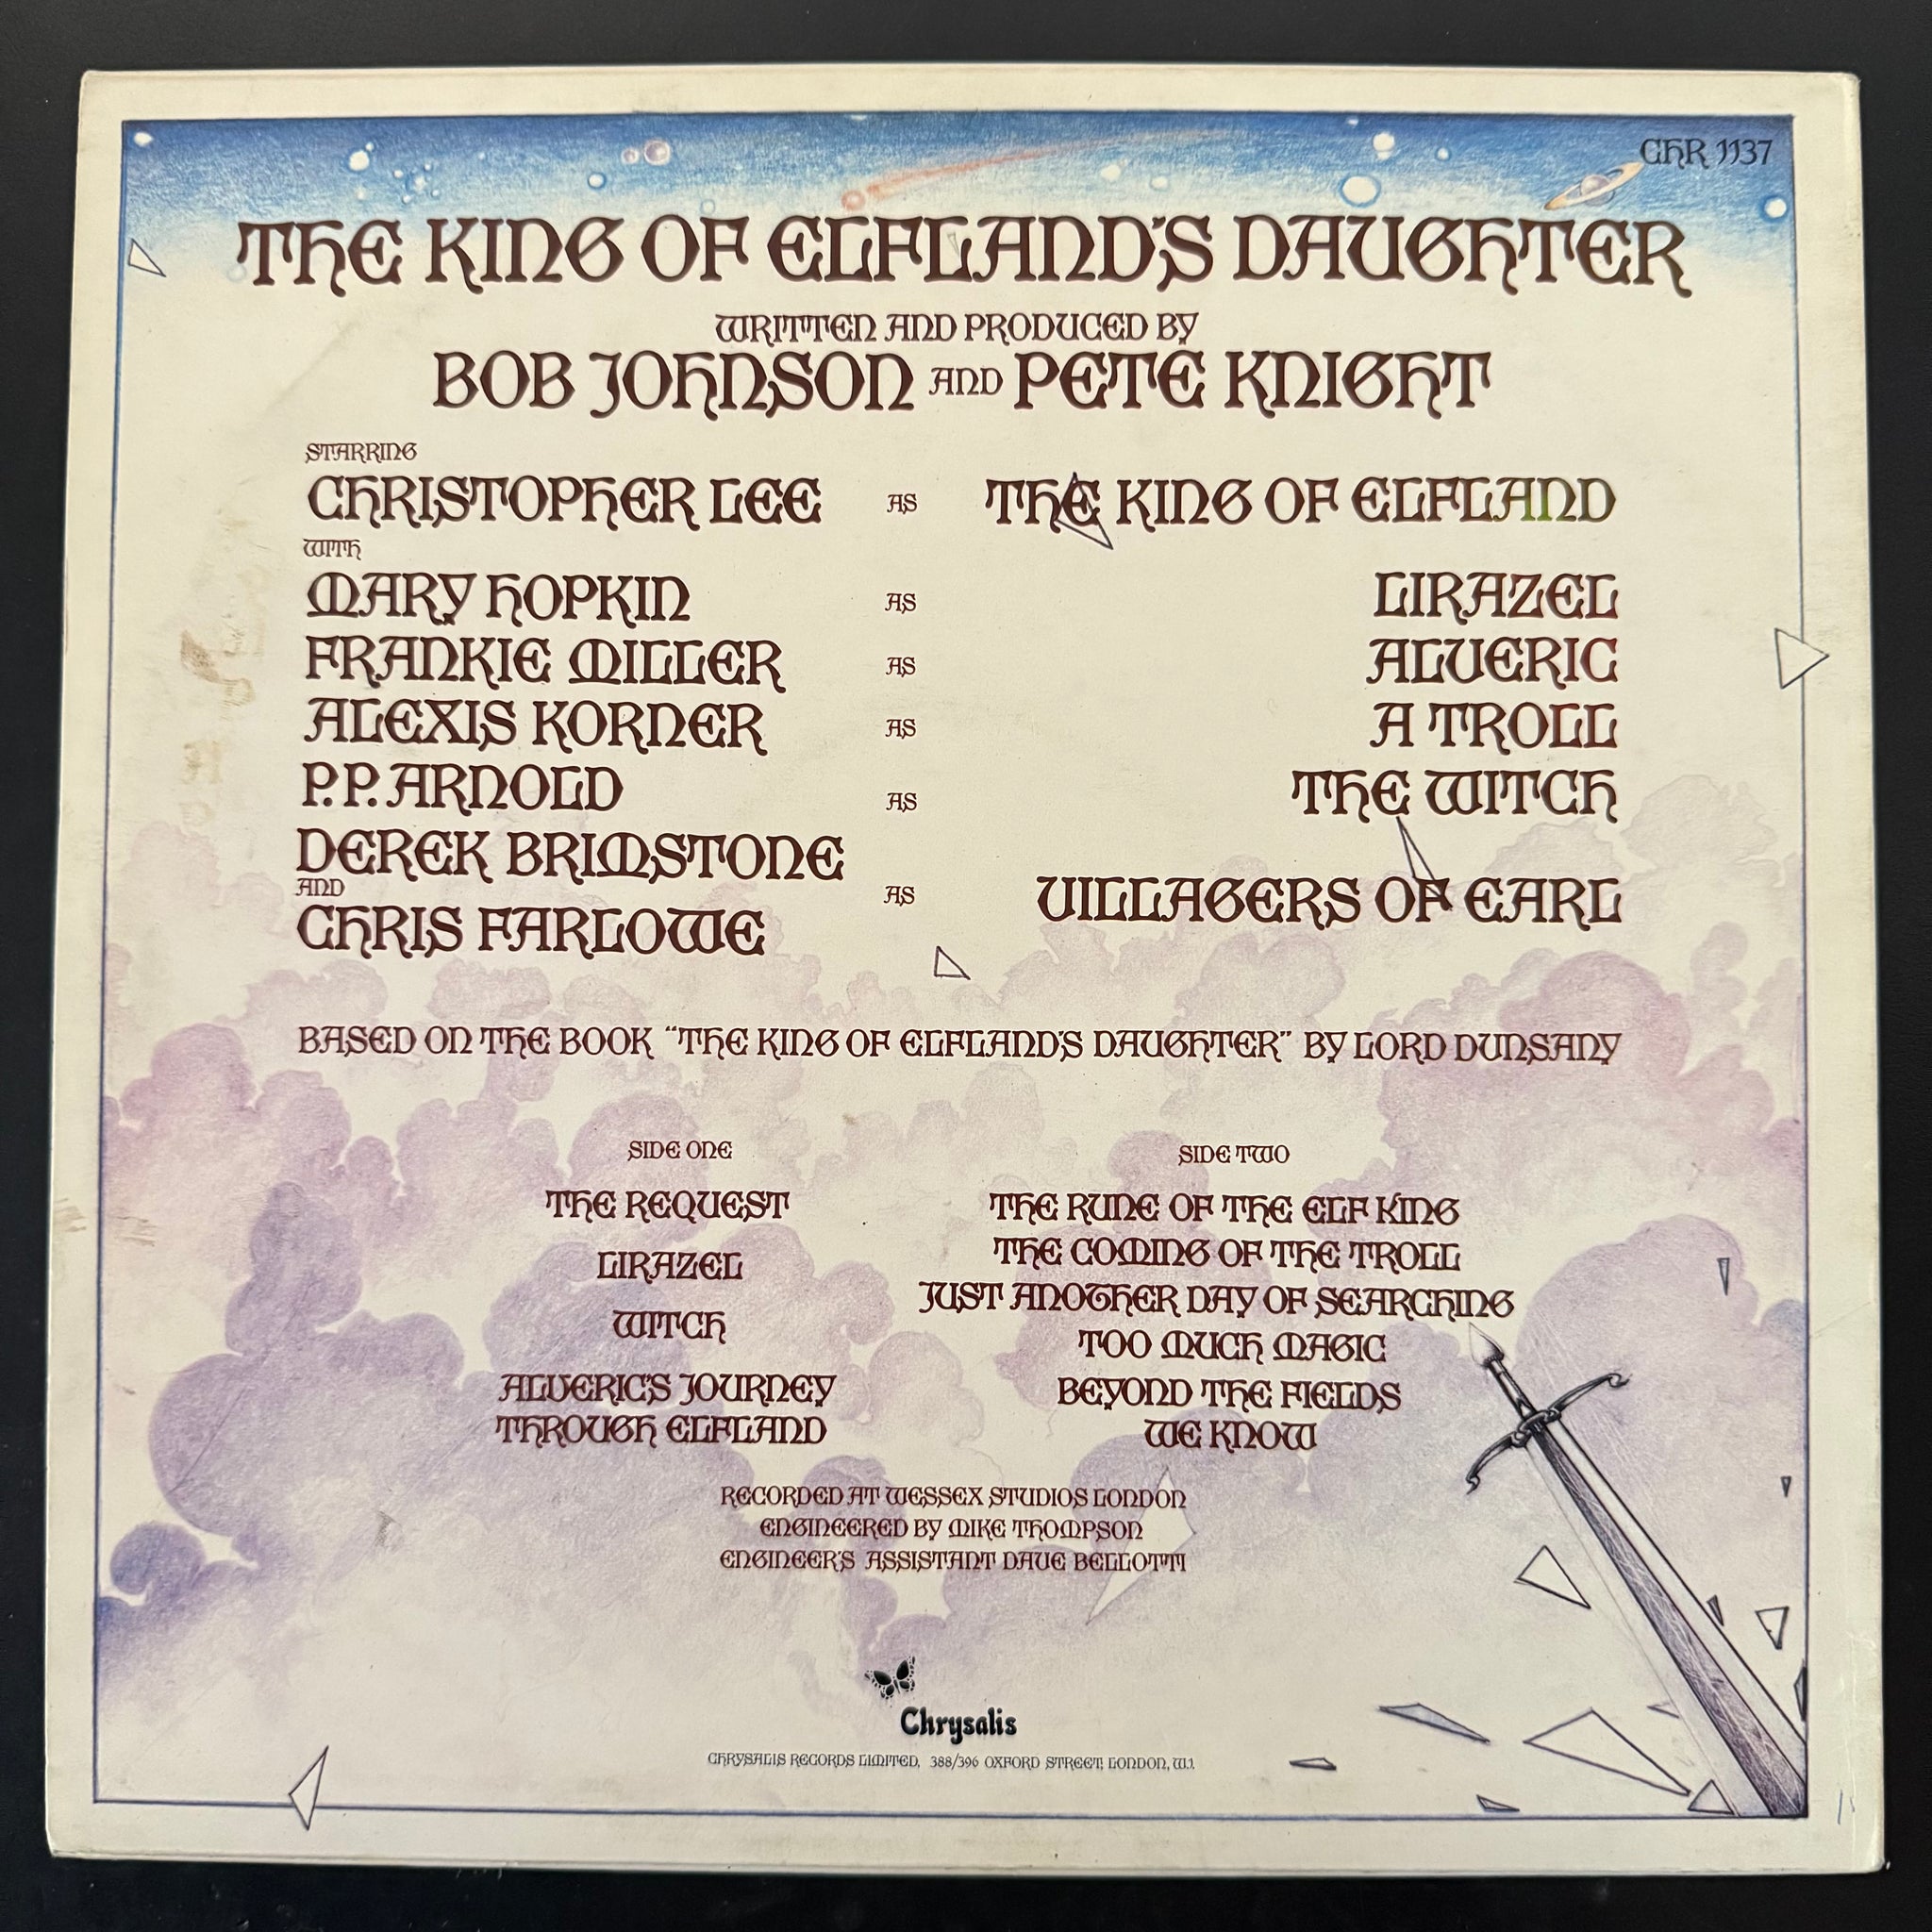 CHR 1137
THE KING OF ELFLAND'S DAUGHTER
WRITTEN AND PRODUCED BY
BOB JOHNSON AND PETE KNIGHT
STARRING
CHRISTOPHER LEE AS THE KING OF ELFLAND
WITH
MARY HOPKIN AS LIRAZEL
FRANKIE MILLER AS ALVERIC
ALEXIS KORNER AS A TROLL
P.P. ARNOLD AS THE WITCH
DEREK BRIMSTONE
AND
CHRIS FARLOWE
AS VILLAGERS OF EARL
BASED ON THE BOOK “THE KING OF ELFLAND'S DAUGHTER” BY LORD DUNSANY
SIDE ONE
THE REQUEST
LIRAZEL
WITCH
ALVERIC'S JOURNEY
THROUGH ELFLAND
SIDE TWO
THE RUNE OF THE ELF KING
THE COMING OF THE TROLL
JUST ANOTHER DAY OF SEARCHING
TOO MUCH MAGIC
BEYOND THE FIELDS
WE KNOW
RECORDED AT WESSEX STUDIOS LONDON
ENGINEERED BY MIKE THOMPSON
ENGINEER'S ASSISTANT DAVE BELLOTTI
Chrysalis
CHRYSALIS RECORDS LIMITED, 388/396 OXFORD STREET, LONDON, W.1.